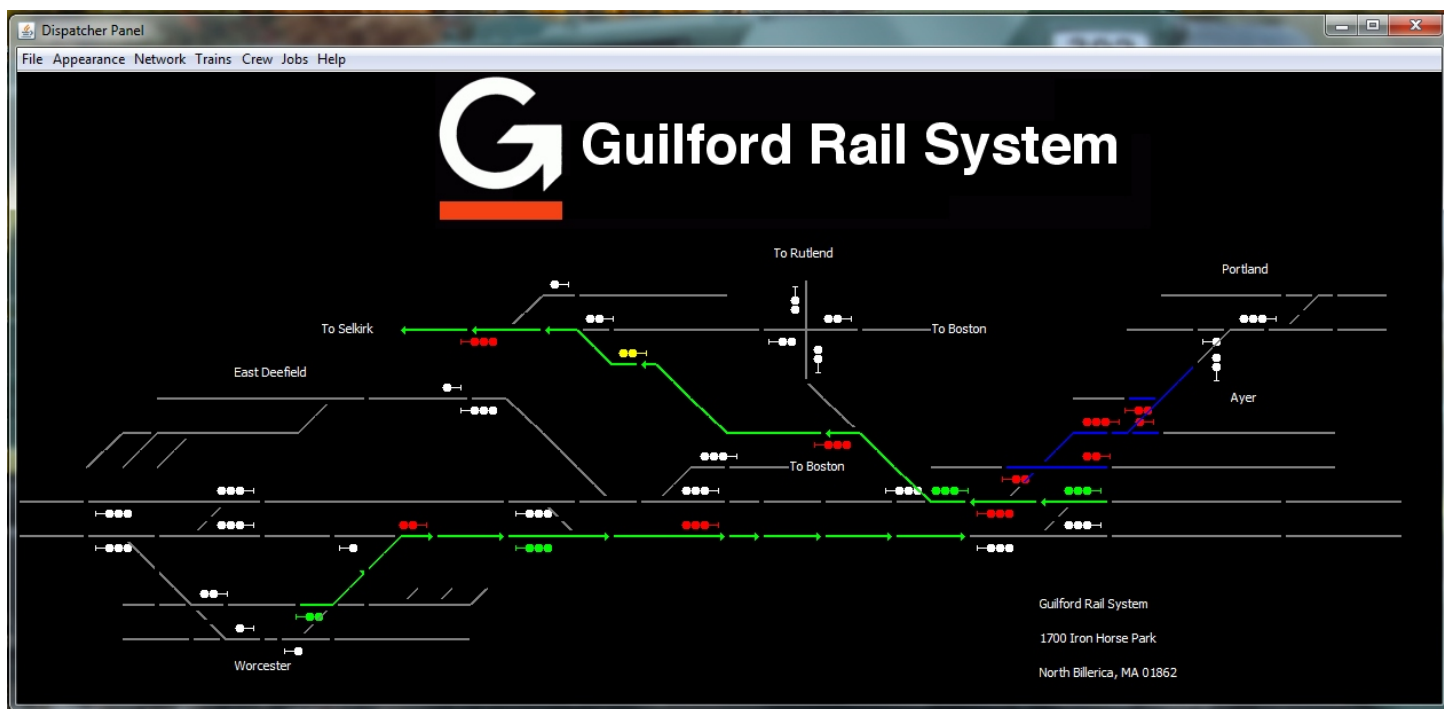 Dispatcher Panel
File Appearance Network Trains Crew Jobs Help
G Guilford Rail System
To Rutlend
Portland
To Selkirk
To Boston
East Deefield
Ayer
To Boston
Guilford Rail System
1700 Iron Horse Park
Worcester
North Billerica, MA 01862